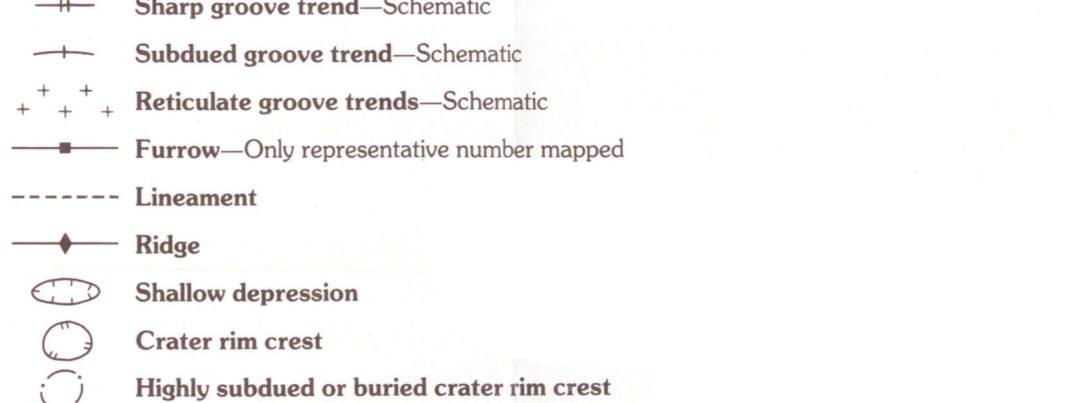 Sharp groove trend—Schematic
Subdued groove trend—Schematic
Reticulate groove trends—Schematic
Furrow—Only representative number mapped
Lineament
Ridge
Shallow depression
Crater rim crest
Highly subdued or buried crater rim crest